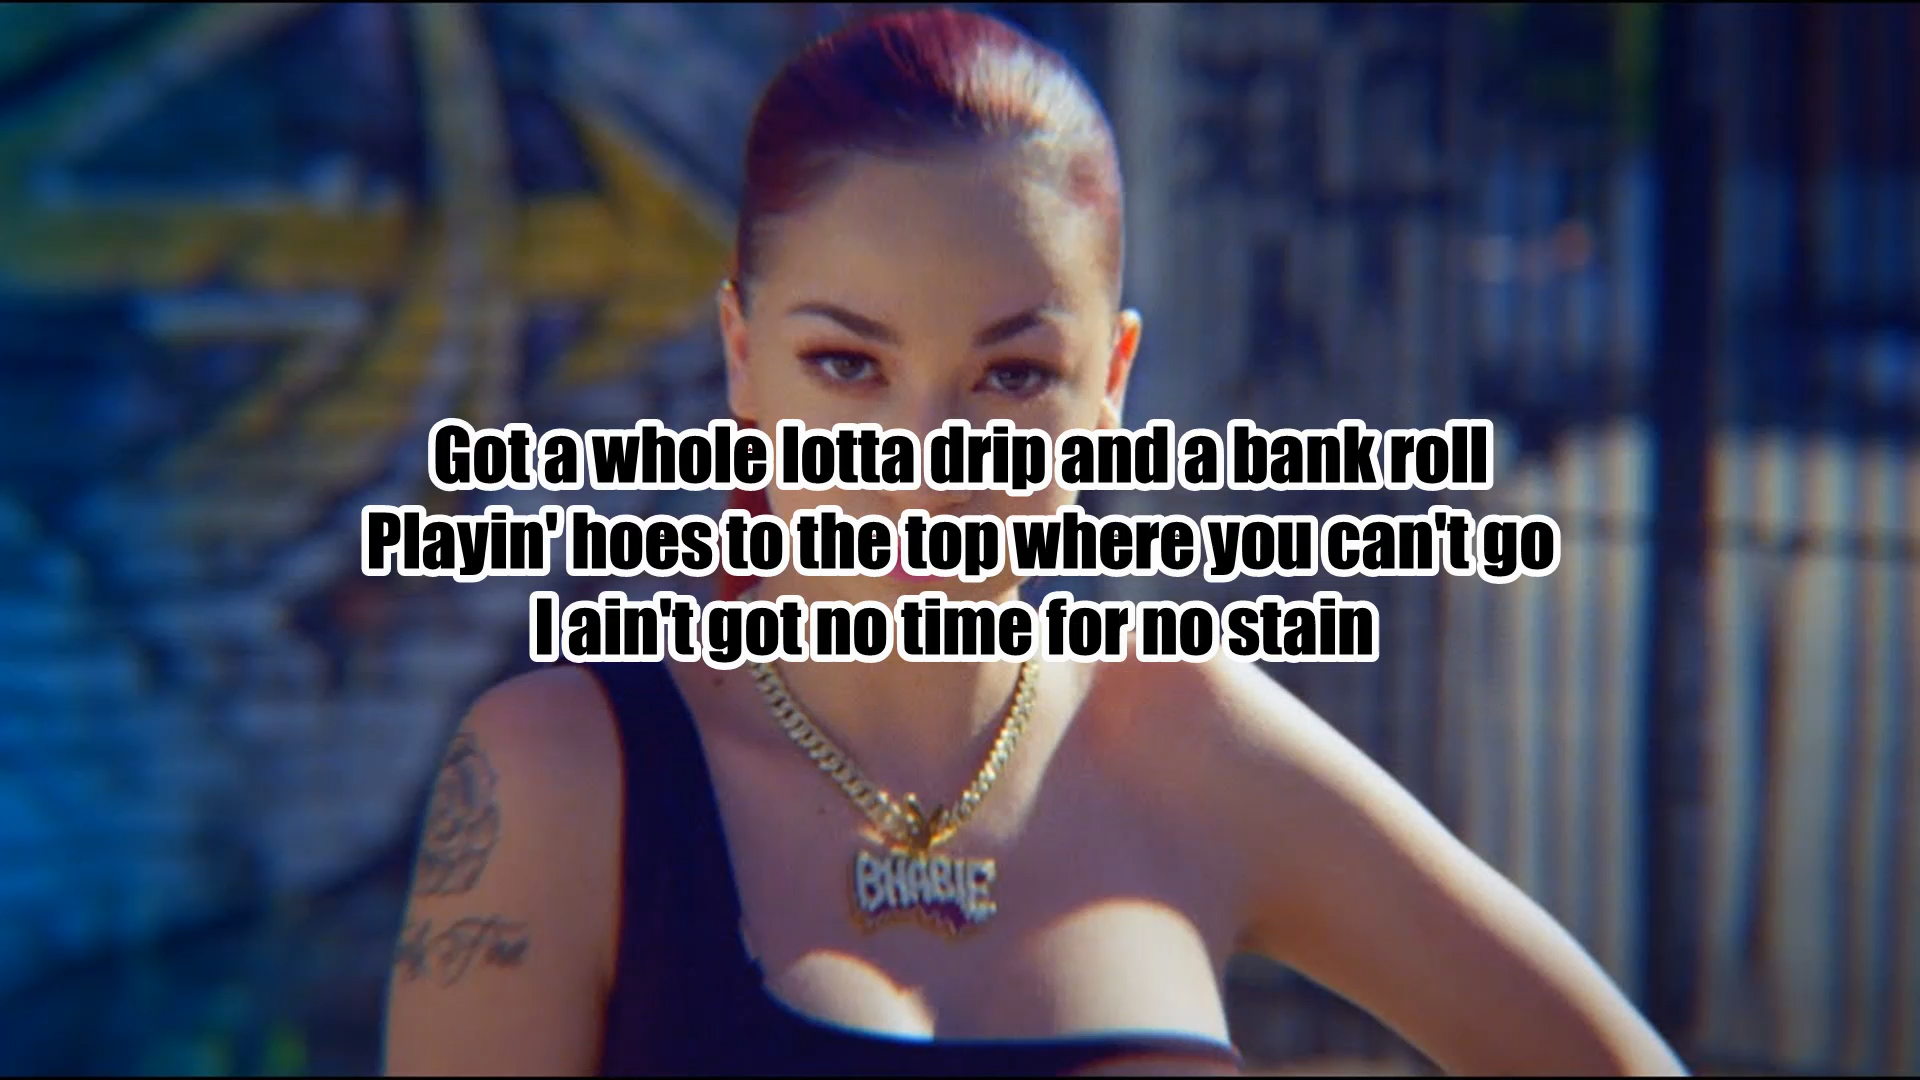 Got a whole lotta drip and a bank roll
Playin' hoes to the top where you can't go
I ain't got no time for no stain
BHABIE